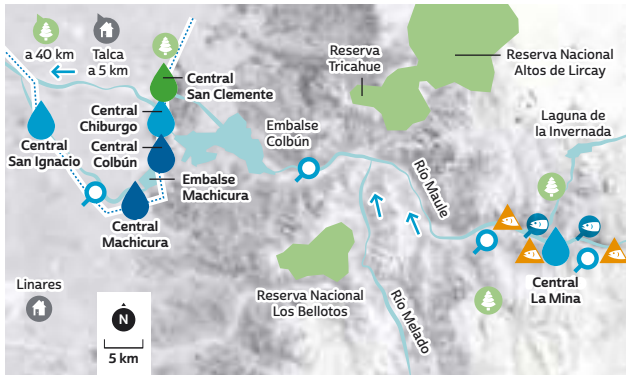 a 40 km
Talca
a 5 km
Central
San Clemente
Reserva
Tricahue
Reserva Nacional
Altos de Lircay
Central
Chiburgo
Central
San Ignacio
Central
Colbún
Embalse
Colbún
Laguna de
la Invernada
Embalse
Machicura
Río Maule
Central
Machicura
Linares
N
5 km
Reserva Nacional
Los Bellotos
Río Melado
Central
La Mina